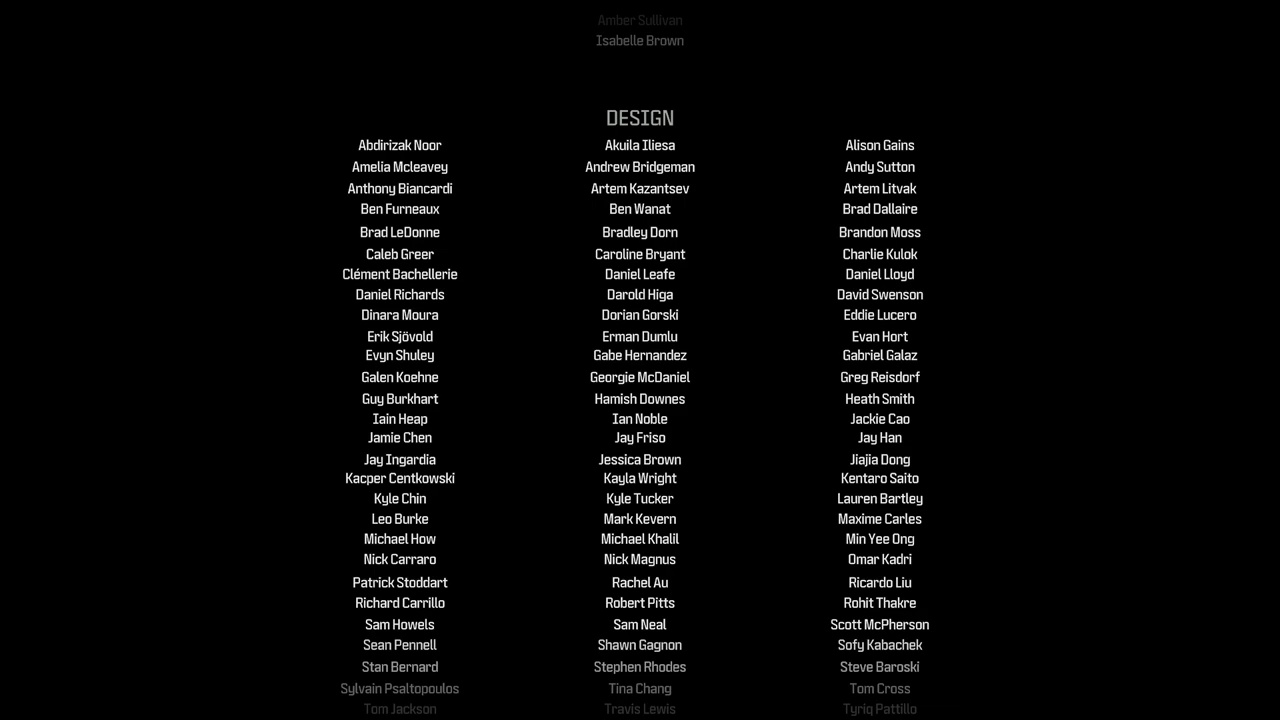 Amber Sullivan
Isabelle Brown
DESIGN
Abdirizak Noor Akuila Iliesa Alison Gains
Amelia Mcleavey Andrew Bridgeman Andy Sutton
Anthony Biancardi Artem Kazantsev Artem Litvak
Ben Furneaux Ben Wanat Brad Dallaire
Brad LeDonne Bradley Dorn Brandon Moss
Caleb Greer Caroline Bryant Charlie Kulok
Clément Bachellerie Daniel Leafe Daniel Lloyd
Daniel Richards Darold Higa David Swenson
Dinara Moura Dorian Gorski Eddie Lucero
Erik Sjövold Erman Dumlu Evan Hort
Evyn Shuley Gabe Hernandez Gabriel Galaz
Galen Koehne Georgie McDaniel Greg Reisdorf
Guy Burkhart Hamish Downes Heath Smith
Iain Heap Ian Noble Jackie Cao
Jamie Chen Jay Friso Jay Han
Jay Ingardia Jessica Brown Jiajia Dong
Kacper Centkowski Kayla Wright Kentaro Saito
Kyle Chin Kyle Tucker Lauren Bartley
Leo Burke Mark Kevern Maxime Carles
Michael How Michael Khalil Min Yee Ong
Nick Carraro Nick Magnus Omar Kadri
Patrick Stoddart Rachel Au Ricardo Liu
Richard Carrillo Robert Pitts Rohit Thakre
Sam Howels Sam Neal Scott McPherson
Sean Pennell Shawn Gagnon Sofy Kabachek
Stan Bernard Stephen Rhodes Steve Baroski
Sylvain Psaltopoulos Tina Chang Tom Cross
Tom Jackson Travis Lewis Tyriq Pattillo